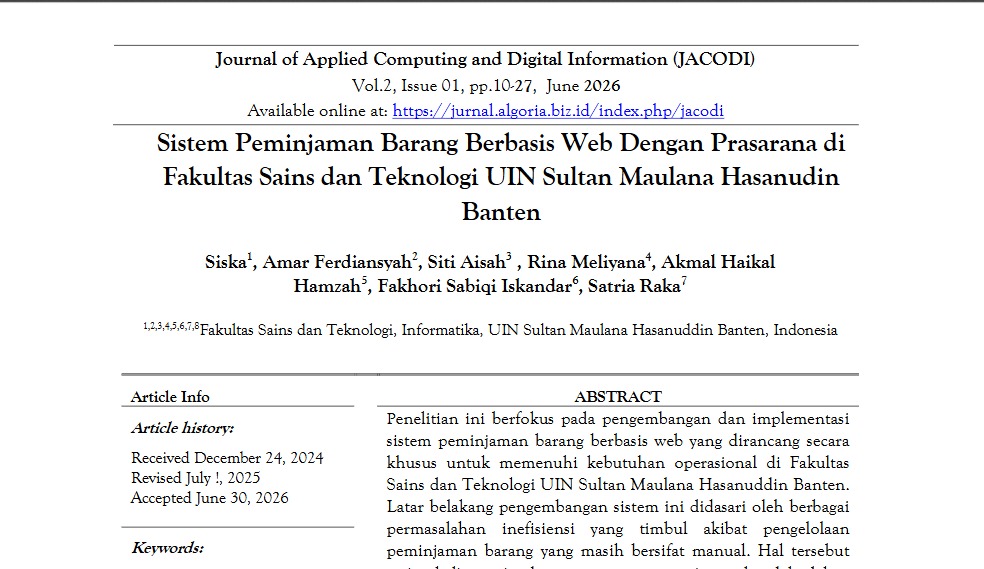 Journal of Applied Computing and Digital Information (JACODI)
Vol.2, Issue 01, pp.10-27, June 2026
Available online at: https://jurnal.algoria.biz.id/index.php/jacodi
Sistem Peminjaman Barang Berbasis Web Dengan Prasarana di
Fakultas Sains dan Teknologi UIN Sultan Maulana Hasanudin
Banten
Siska1, Amar Ferdiansyah2, Siti Aisah3 , Rina Meliyana4, Akmal Haikal
Hamzah5, Fakhori Sabiqi Iskandar6, Satria Raka7
1,2,3,4,5,6,7,8Fakultas Sains dan Teknologi, Informatika, UIN Sultan Maulana Hasanuddin Banten, Indonesia
Article Info
Article history:
Received December 24, 2024
Revised July !, 2025
Accepted June 30, 2026
Keywords:
ABSTRACT
Penelitian ini berfokus pada pengembangan dan implementasi
sistem peminjaman barang berbasis web yang dirancang secara
khusus untuk memenuhi kebutuhan operasional di Fakultas
Sains dan Teknologi UIN Sultan Maulana Hasanuddin Banten.
Latar belakang pengembangan sistem ini didasari oleh berbagai
permasalahan inefisiensi yang timbul akibat pengelolaan
peminjaman barang yang masih bersifat manual. Hal tersebut